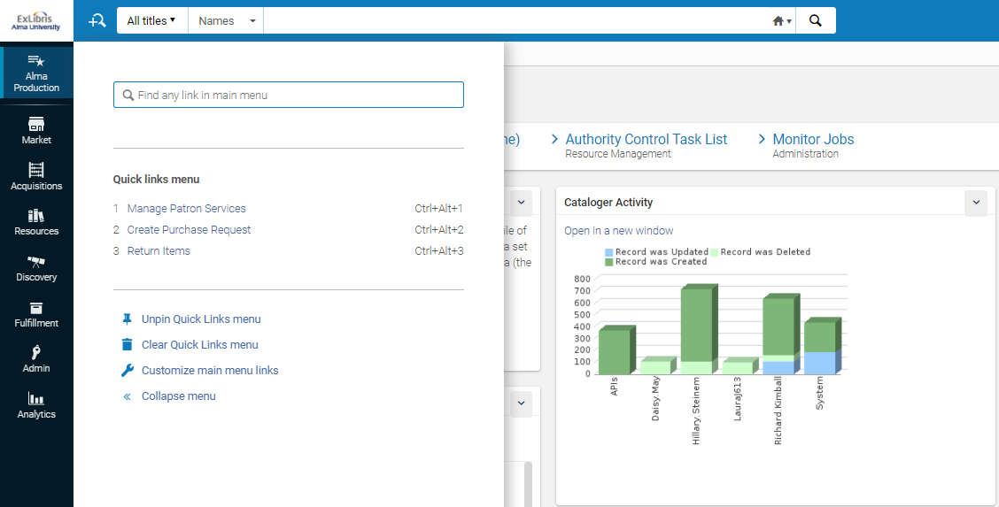 ExLibris
Alma University
All titles
Names
Alma
Production
Market
Acquisitions
Resources
Discovery
Fulfillment
Admin
Analytics
Find any link in main menu
Quick links menu
1 Manage Patron Services Ctrl+Alt+1
2 Create Purchase Request Ctrl+Alt+2
3 Return Items Ctrl+Alt+3
Unpin Quick Links menu
Clear Quick Links menu
Customize main menu links
Collapse menu
Authority Control Task List
Resource Management
Monitor Jobs
Administration
of
a set
a (the
Cataloger Activity
Open in a new window
Record was Updated Record was Deleted
Record was Created
800
700
600
500
400
300
200
100
0
APIs
Daisy.May
Hillary.Steinem
LauraJ613
Richard.Kimball
System